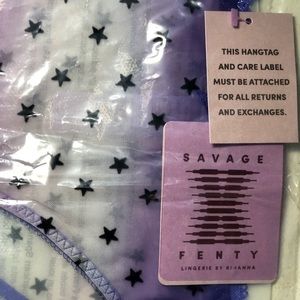 THIS HANGTAG
AND CARE LABEL
MUST BE ATTACHED
FOR ALL RETURNS
AND EXCHANGES.
SAVAGE
FENTY
LINGERIE BY RIHANNA